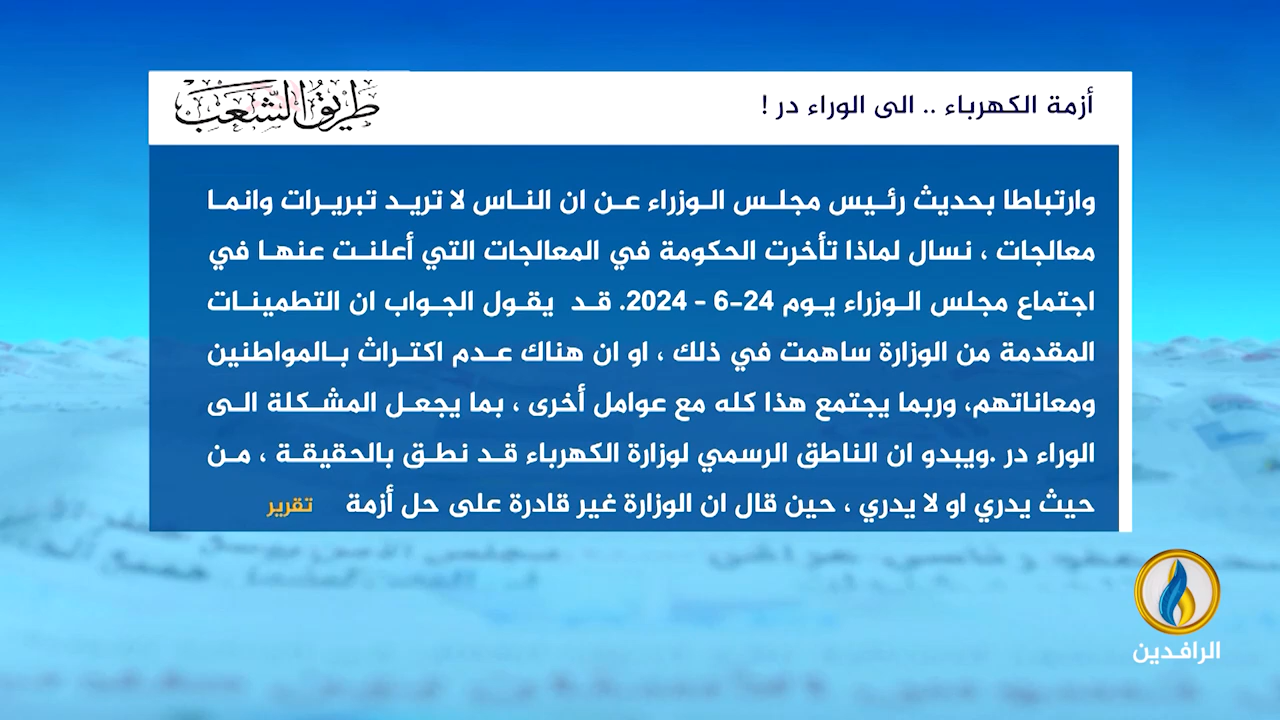 أزمة الكهرباء .. الى الوراء در !
طريق الشعب
وارتباطا بحديث رئيس مجلس الوزراء عن ان الناس لا تريد تبريرات وانما
معالجات ، نسال لماذا تأخرت الحكومة في المعالجات التي أعلنت عنها في
اجتماع مجلس الوزراء يوم 24-6 - 2024. قد يقول الجواب ان التطمينات
المقدمة من الوزارة ساهمت في ذلك ، او ان هناك عدم اكتراث بالمواطنين
ومعاناتهم، وربما يجتمع هذا كله مع عوامل أخرى ، بما يجعل المشكلة الى
الوراء در .ويبدو ان الناطق الرسمي لوزارة الكهرباء قد نطق بالحقيقة ، من
حيث يدري او لا يدري ، حين قال ان الوزارة غير قادرة على حل أزمة
تقرير
الرافدين